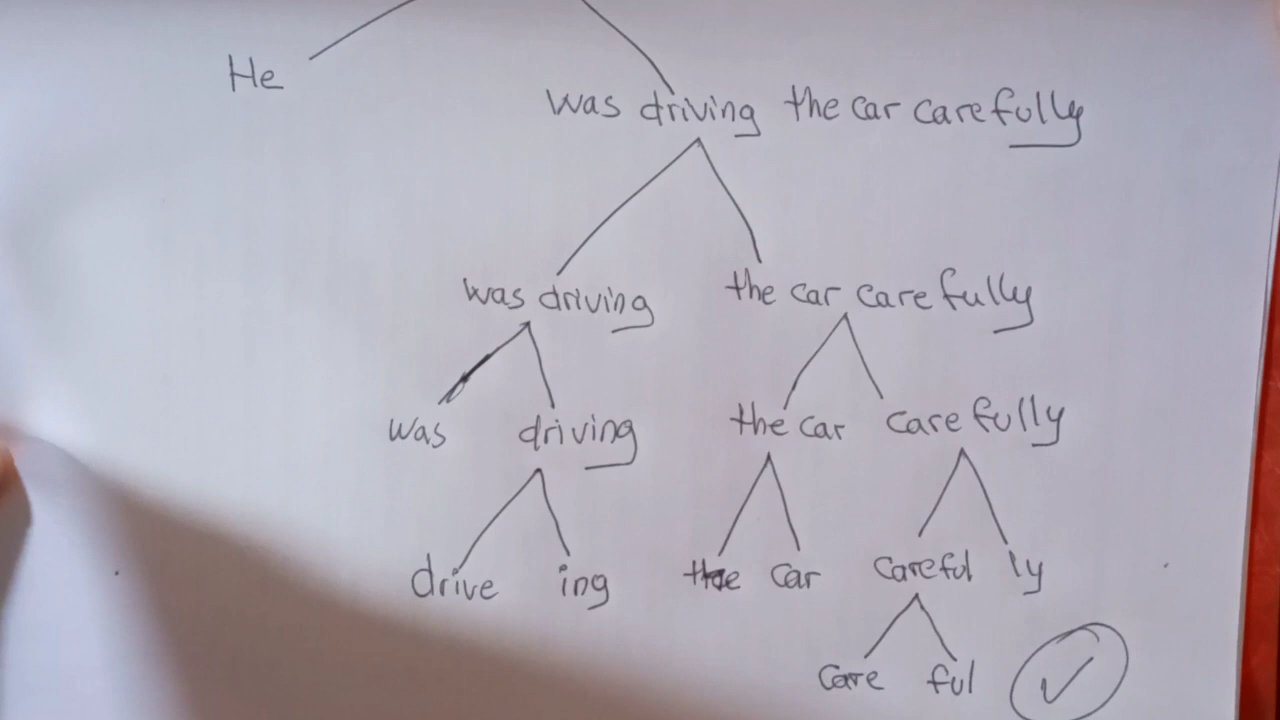 He
was driving the car carefully
was driving the car carefully
was driving the car carefully
drive ing the car careful ly
care ful